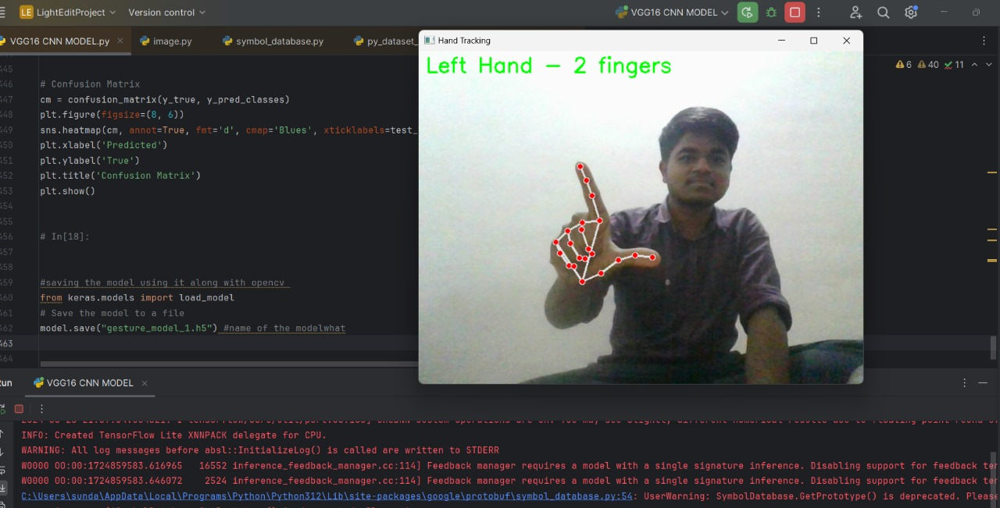 LE LightEditProject Version control VGG16 CNN MODEL
VGG16 CNN MODEL.py image.py symbol_database.py py_dataset_
Hand Tracking
Left Hand - 2 fingers
6 40 11
445
446 # Confusion Matrix
447 cm = confusion_matrix(y_true, y_pred_classes)
448 plt.figure(figsize=(8, 6))
449 sns.heatmap(cm, annot=True, fmt='d', cmap='Blues', xticklabels=test_
450 plt.xlabel('Predicted')
451 plt.ylabel('True')
452 plt.title('Confusion Matrix')
453 plt.show()
454
455
456 # In[18]:
457
458
459 #saving the model using it along with opencv
460 from keras.models import load_model
461 # Save the model to a file
462 model.save("gesture_model_1.h5") #name of the modelwhat
463
464
Run VGG16 CNN MODEL
INFO: Created TensorFlow Lite XNNPACK delegate for CPU.
WARNING: All log messages before absl::InitializeLog() is called are written to STDERR
W0000 00:00:1724859583.616965 16552 inference_feedback_manager.cc:114] Feedback manager requires a model with a single signature inference. Disabling support for feedback ten
W0000 00:00:1724859583.646072 2524 inference_feedback_manager.cc:114] Feedback manager requires a model with a single signature inference. Disabling support for feedback ten
C:\Users\sunda\AppData\Local\Programs\Python\Python312\Lib\site-packages\google\protobuf\symbol_database.py:54: UserWarning: SymbolDatabase.GetPrototype() is deprecated. Please